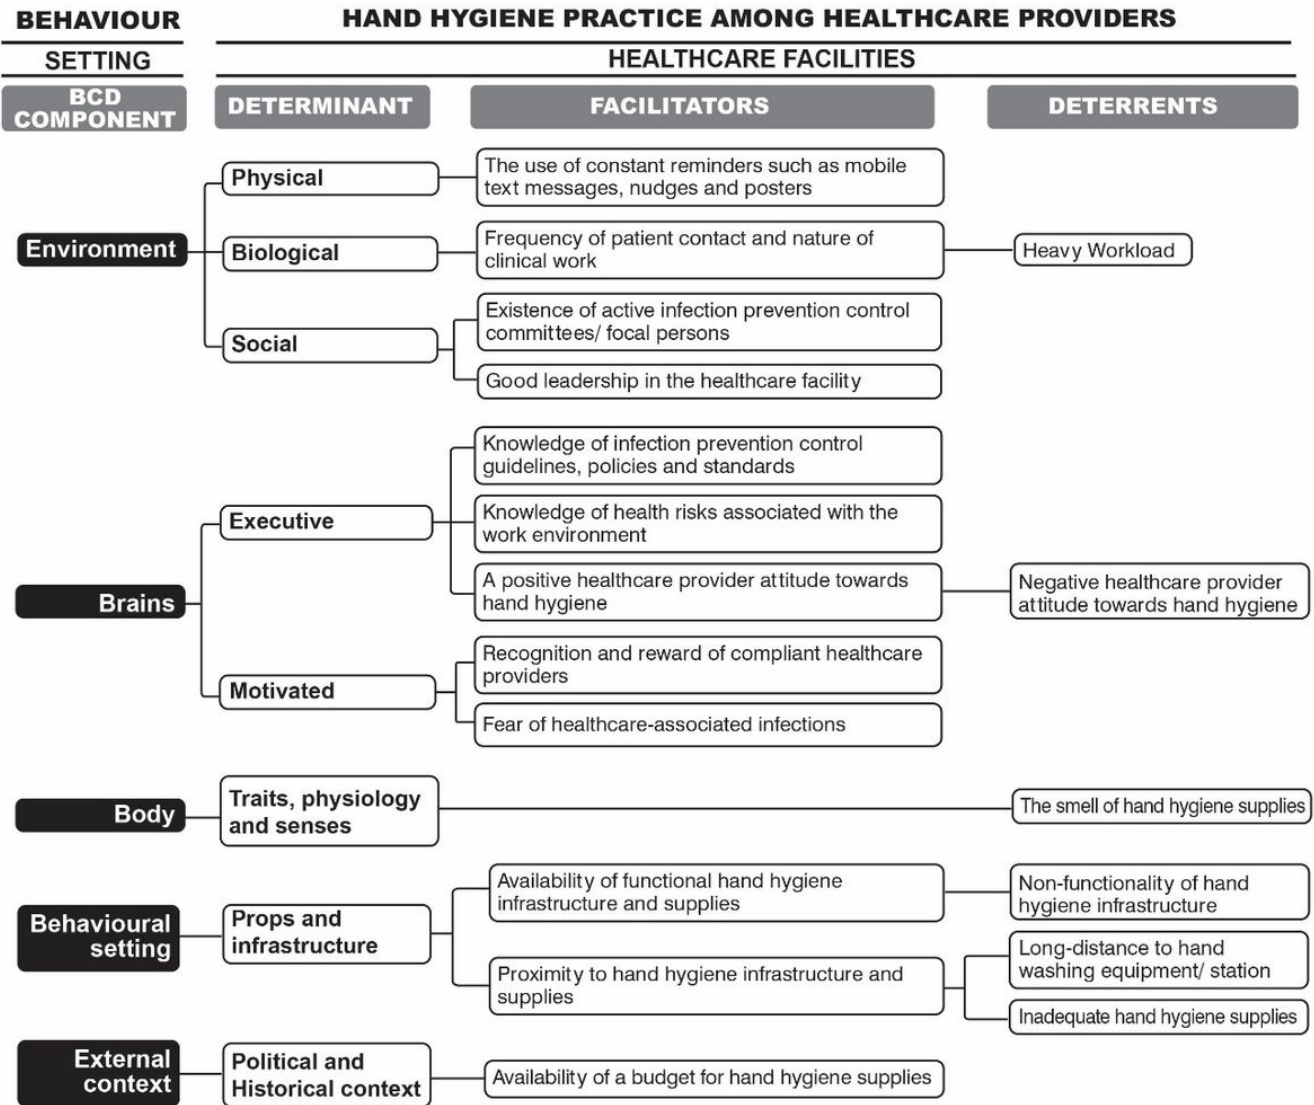 BEHAVIOUR
HAND HYGIENE PRACTICE AMONG HEALTHCARE PROVIDERS
SETTING
HEALTHCARE FACILITIES
BCD
COMPONENT
DETERMINANT
FACILITATORS
DETERRENTS
Environment
Physical
The use of constant reminders such as mobile
text messages, nudges and posters
Biological
Frequency of patient contact and nature of
clinical work
Heavy Workload
Social
Existence of active infection prevention control
committees/ focal persons
Good leadership in the healthcare facility
Brains
Executive
Knowledge of infection prevention control
guidelines, policies and standards
Knowledge of health risks associated with the
work environment
A positive healthcare provider attitude towards
hand hygiene
Negative healthcare provider
attitude towards hand hygiene
Motivated
Recognition and reward of compliant healthcare
providers
Fear of healthcare-associated infections
Body
Traits, physiology
and senses
The smell of hand hygiene supplies
Behavioural
setting
Props and
infrastructure
Availability of functional hand hygiene
infrastructure and supplies
Non-functionality of hand
hygiene infrastructure
Proximity to hand hygiene infrastructure and
supplies
Long-distance to hand
washing equipment/ station
Inadequate hand hygiene supplies
External
context
Political and
Historical context
Availability of a budget for hand hygiene supplies